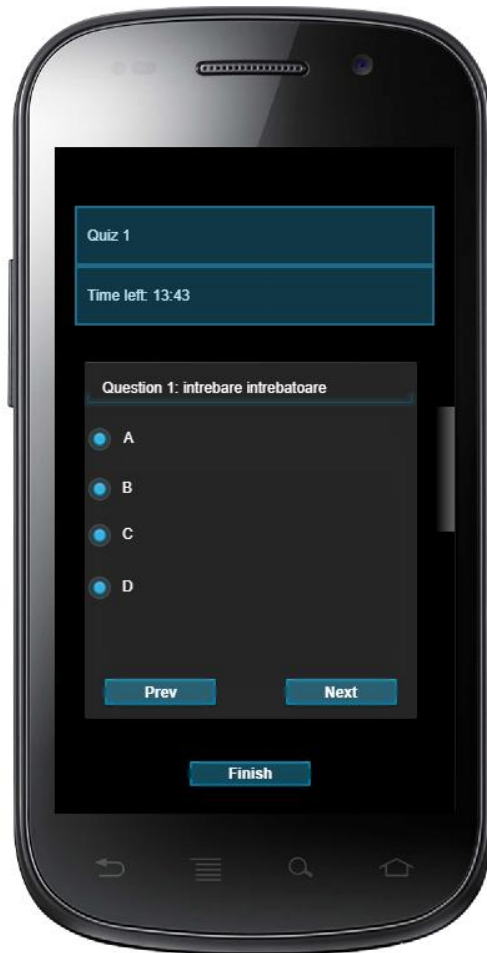 Quiz 1
Time left: 13:43
Question 1: intrebare intrebatoare
A
B
C
D
Prev Next
Finish